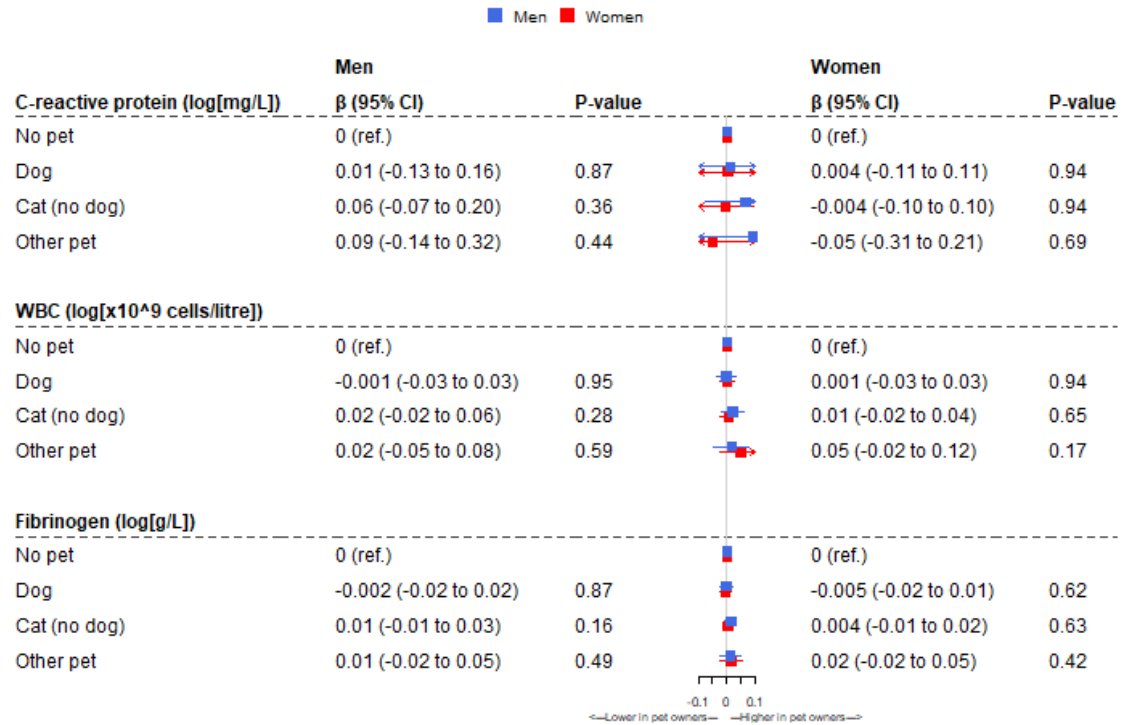 Men Women
Men Women
C-reactive protein (log[mg/L]) β (95% CI) P-value β (95% CI) P-value
No pet 0 (ref.) 0 (ref.)
Dog 0.01 (-0.13 to 0.16) 0.87 0.004 (-0.11 to 0.11) 0.94
Cat (no dog) 0.06 (-0.07 to 0.20) 0.36 -0.004 (-0.10 to 0.10) 0.94
Other pet 0.09 (-0.14 to 0.32) 0.44 -0.05 (-0.31 to 0.21) 0.69
WBC (log[x10^9 cells/litre])
No pet 0 (ref.) 0 (ref.)
Dog -0.001 (-0.03 to 0.03) 0.95 0.001 (-0.03 to 0.03) 0.94
Cat (no dog) 0.02 (-0.02 to 0.06) 0.28 0.01 (-0.02 to 0.04) 0.65
Other pet 0.02 (-0.05 to 0.08) 0.59 0.05 (-0.02 to 0.12) 0.17
Fibrinogen (log[g/L])
No pet 0 (ref.) 0 (ref.)
Dog -0.002 (-0.02 to 0.02) 0.87 -0.005 (-0.02 to 0.01) 0.62
Cat (no dog) 0.01 (-0.01 to 0.03) 0.16 0.004 (-0.01 to 0.02) 0.63
Other pet 0.01 (-0.02 to 0.05) 0.49 0.02 (-0.02 to 0.05) 0.42
-0.1 0 0.1
<—Lower in pet owners— —Higher in pet owners—>